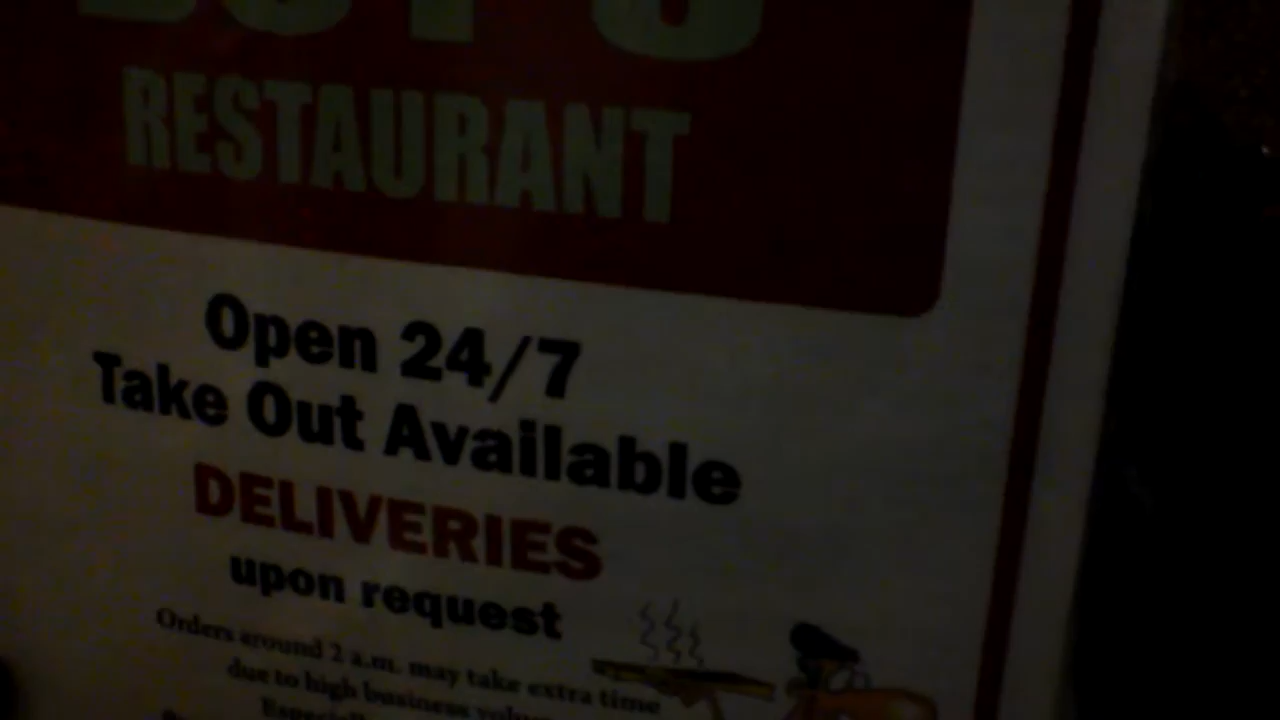 RESTAURANT
Open 24/7
Take Out Available
DELIVERIES
upon request
Orders around 2 a.m. may take extra time
due to high business